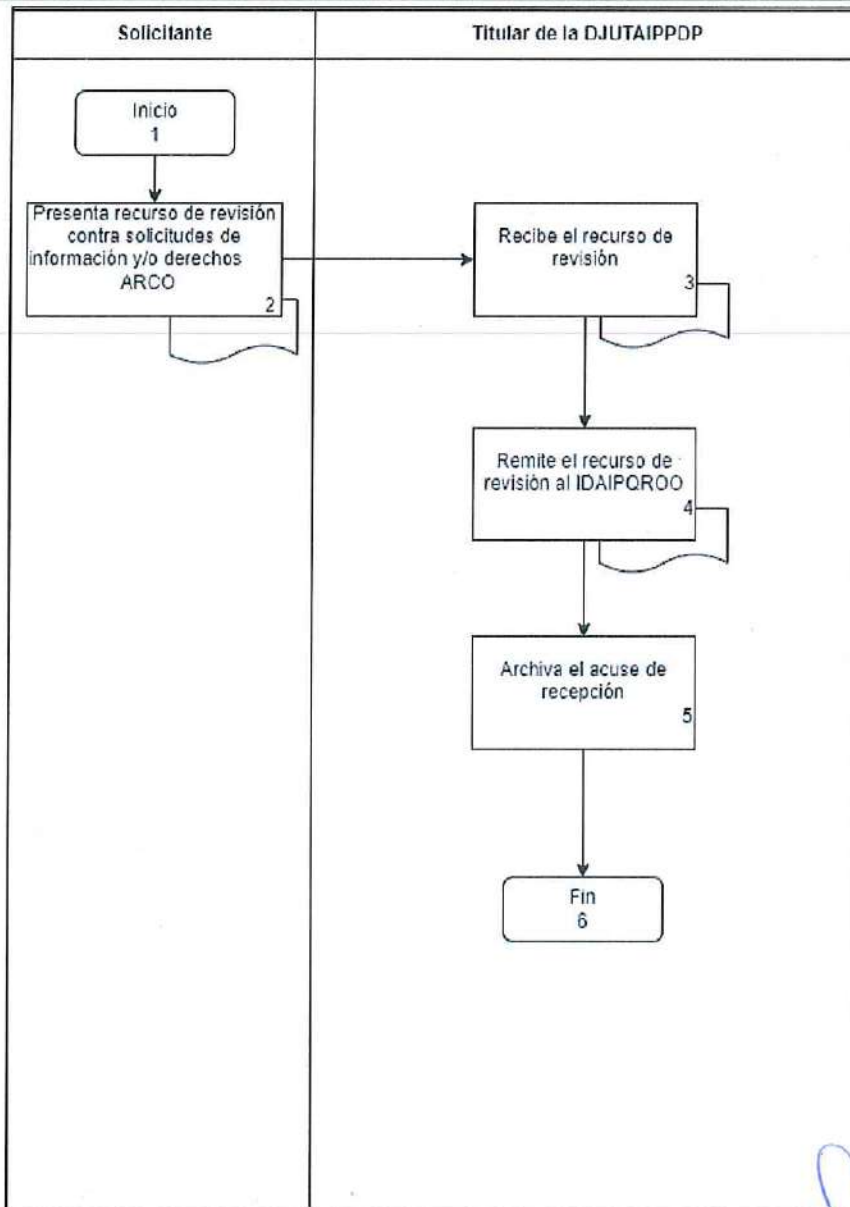 Solicitante
Titular de la DJUTAIPPDP
Inicio
1
Presenta recurso de revisión
contra solicitudes de
información y/o derechos
ARCO
2
Recibe el recurso de
revisión
3
Remite el recurso de
revisión al IDAIPQROO
4
Archiva el acuse de
recepción
5
Fin
6